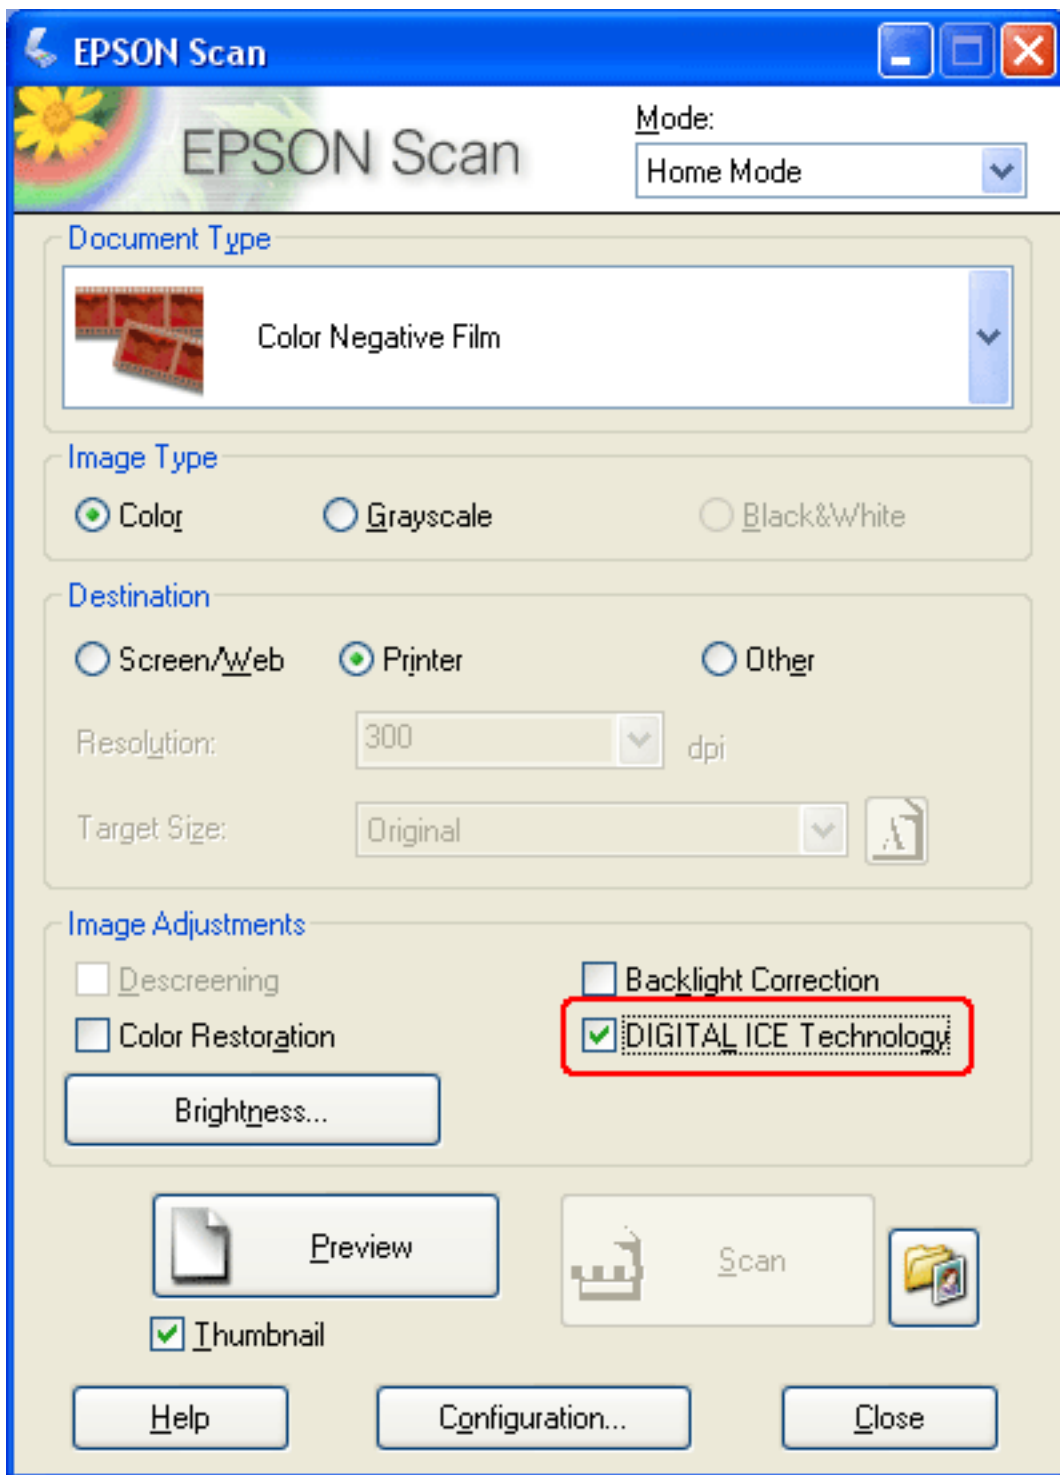 EPSON Scan
EPSON Scan
Mode:
Home Mode
Document Type
Color Negative Film
Image Type
Color
Grayscale
Black&White
Destination
Screen/Web
Printer
Other
Resolution:
300
dpi
Target Size:
Original
A
Image Adjustments
Descreening
Backlight Correction
Color Restoration
DIGITAL ICE Technology
Brightness...
Preview
Scan
Thumbnail
Help
Configuration...
Close